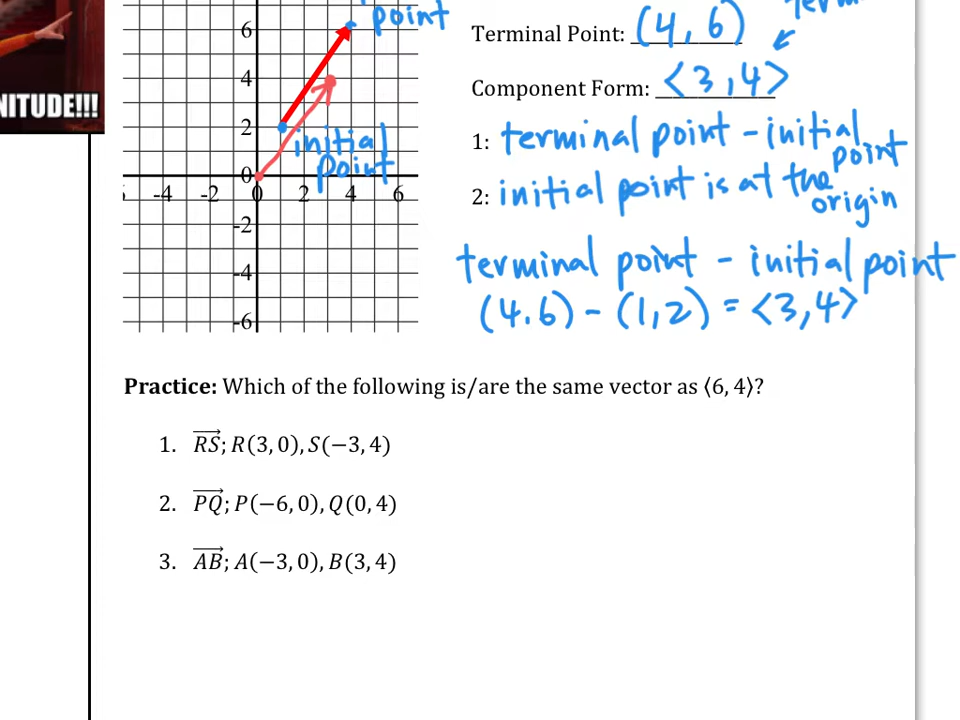 point
term
Terminal Point: (4, 6)
NITUDE!!!
Component Form: ⟨3, 4⟩
1: terminal point - initial point
2: initial point is at the origin
6
4
2
0
-4 -2 0 2 4 6
-2
-4
-6
initial
point
terminal point - initial point
(4.6) - (1,2) = ⟨3,4⟩
Practice: Which of the following is/are the same vector as ⟨6, 4⟩?
1. RS; R(3, 0), S(−3, 4)
2. PQ; P(−6, 0), Q(0, 4)
3. AB; A(−3, 0), B(3, 4)